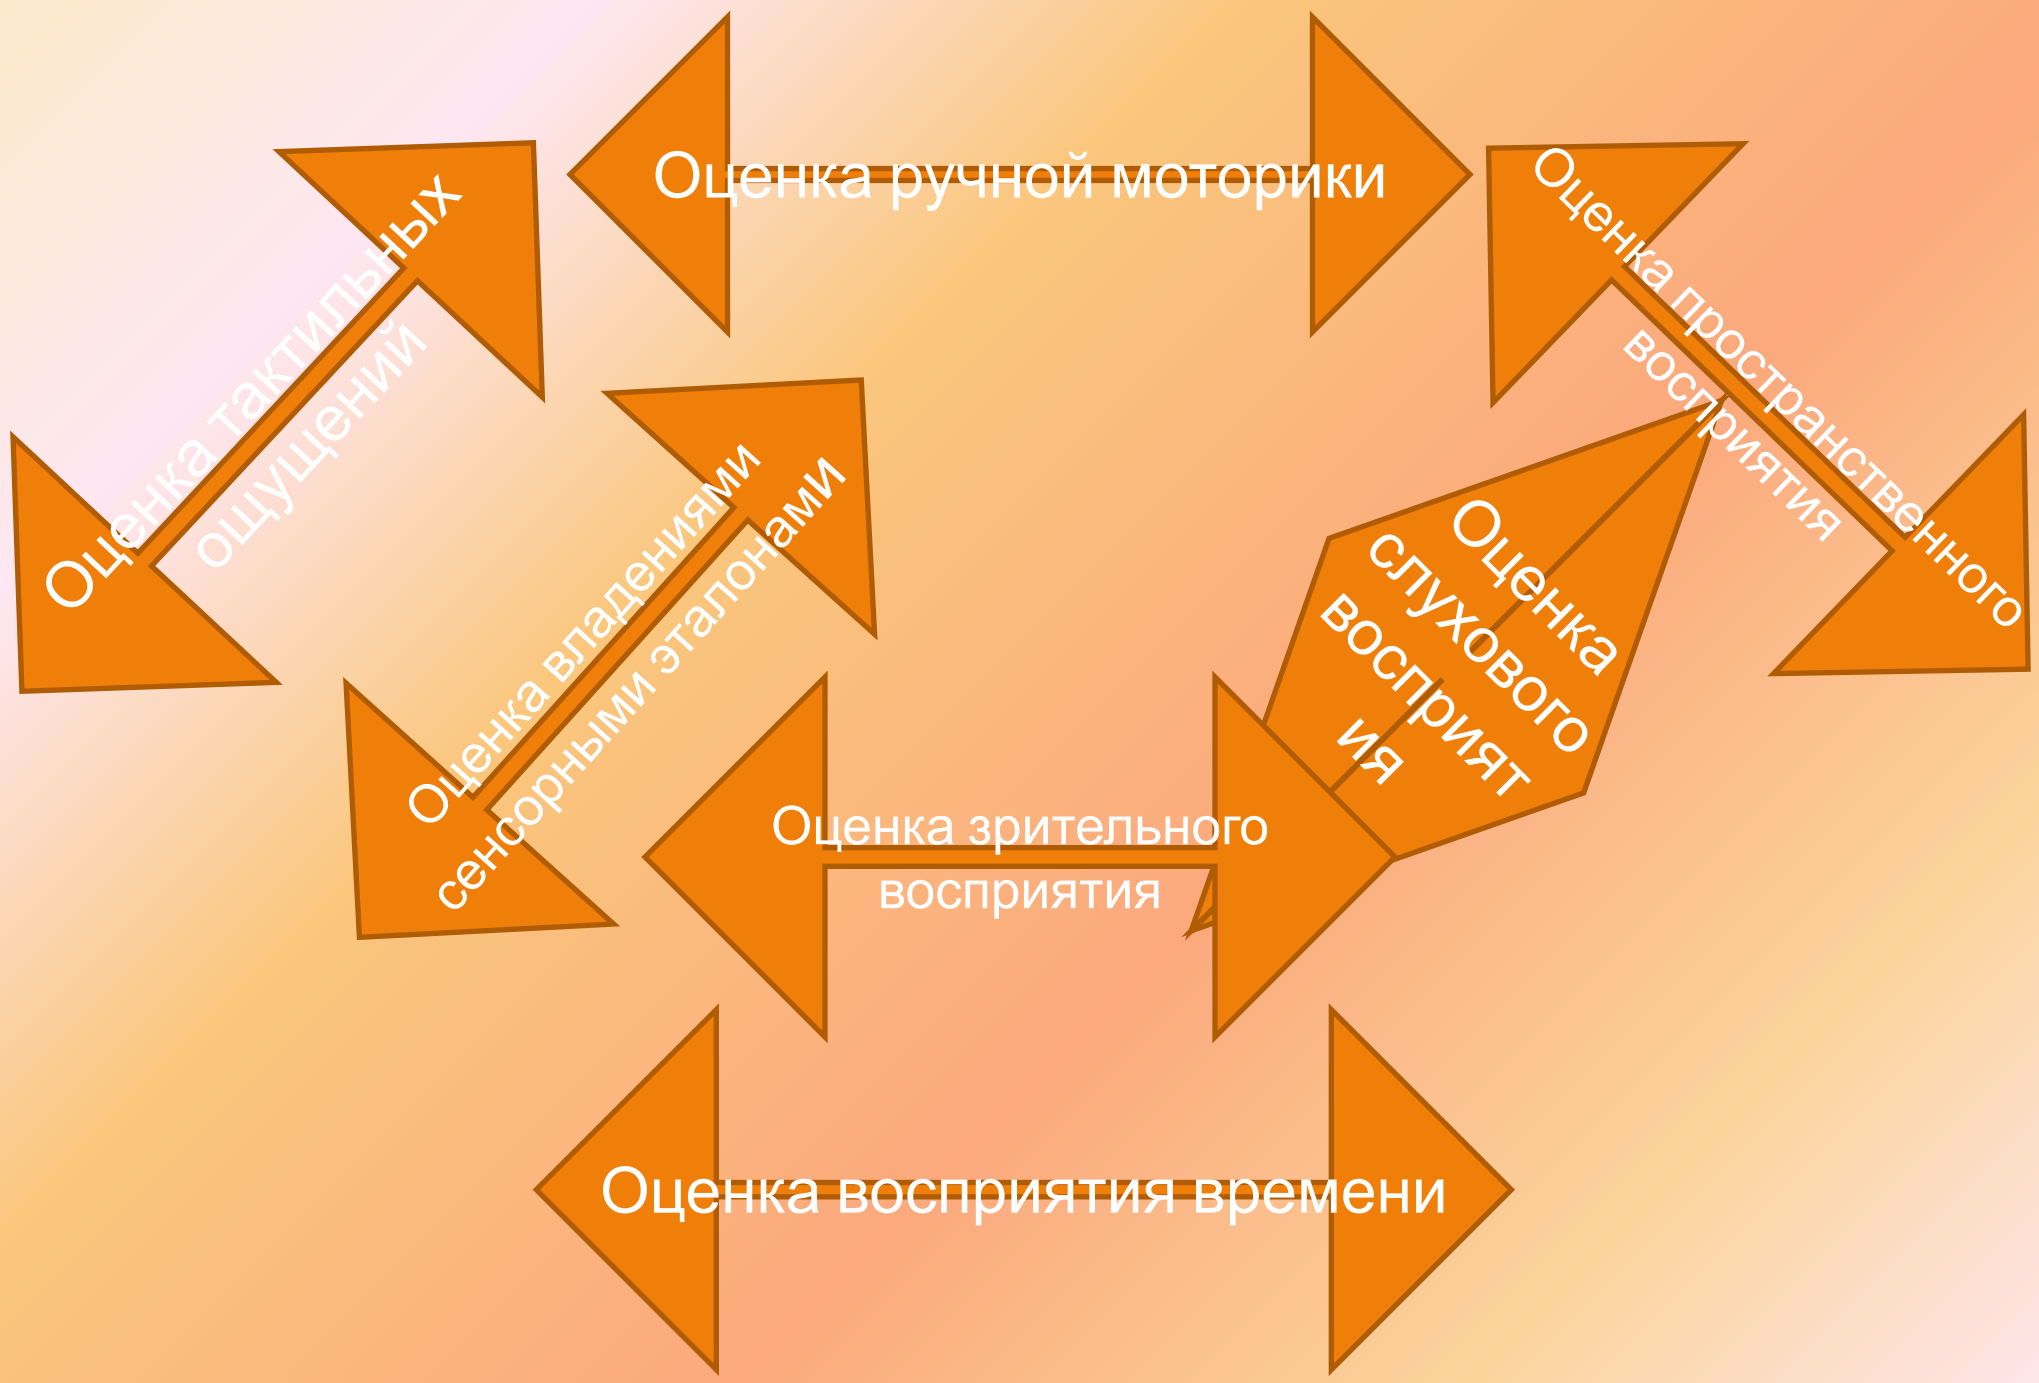 Оценка ручной моторики
Оценка тактильных
ощущений
Оценка пространственного
восприятия
Оценка владениями
сенсорными эталонами
Оценка
слухового
восприят
ия
Оценка зрительного
восприятия
Оценка восприятия времени